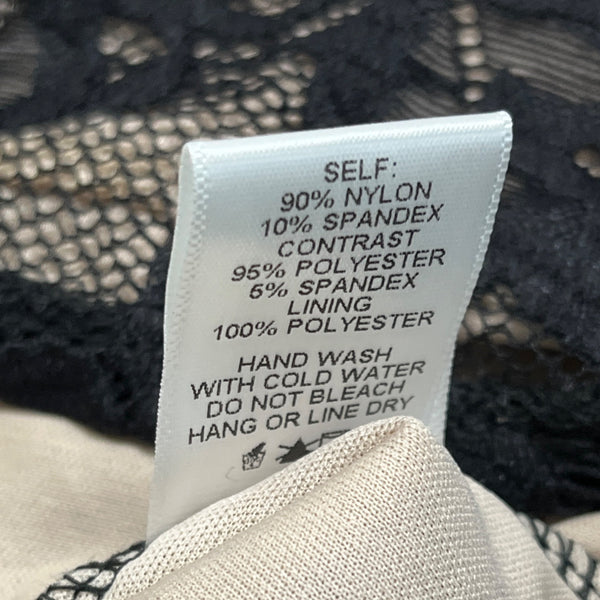 SELF:
90% NYLON
10% SPANDEX
CONTRAST
95% POLYESTER
5% SPANDEX
LINING
100% POLYESTER
HAND WASH
WITH COLD WATER
DO NOT BLEACH
HANG OR LINE DRY